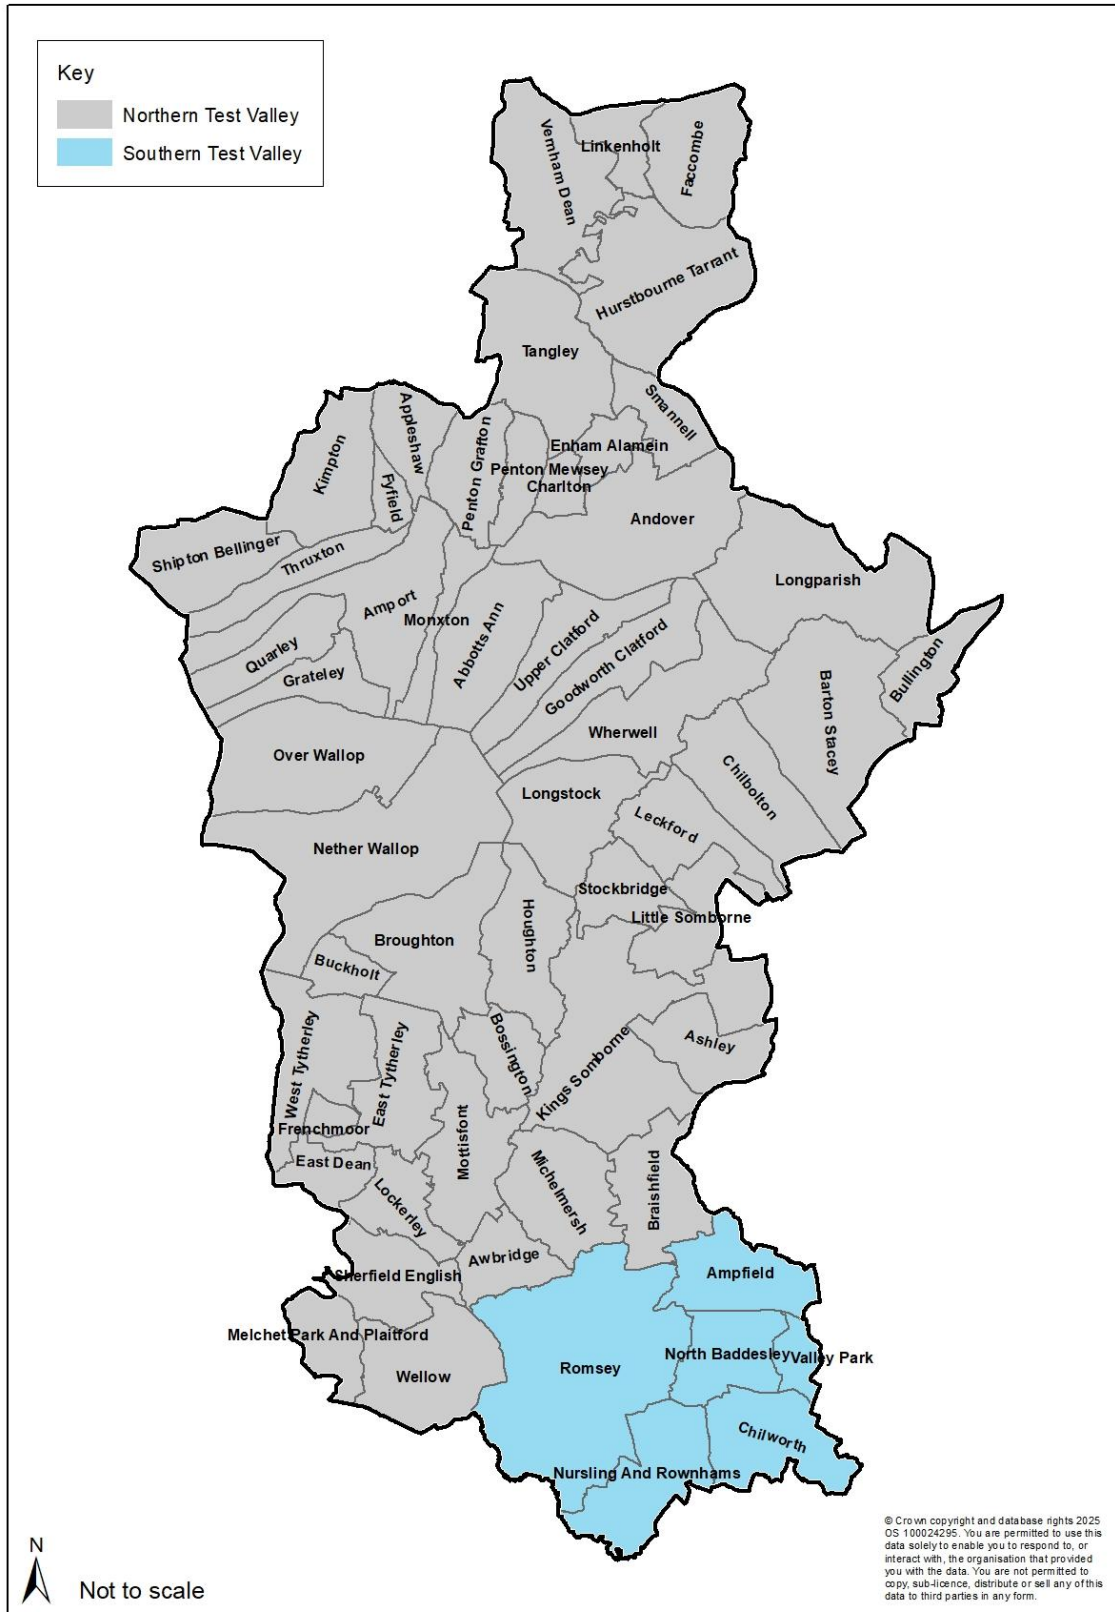 Key
Northern Test Valley
Southern Test Valley
Vernham Dean
Linkenholt
Faccombe
Hurstbourne Tarrant
Tangley
Smannell
Appleshaw
Kimpton
Fyfield
Penton Grafton
Enham Alamein
Penton Mewsey
Charlton
Andover
Shipton Bellinger
Thruxton
Longparish
Amport
Monxton
Abbotts Ann
Upper Clatford
Goodworth Clatford
Quarley
Grateley
Bullington
Barton Stacey
Wherwell
Over Wallop
Chilbolton
Longstock
Leckford
Nether Wallop
Stockbridge
Little Somborne
Houghton
Broughton
Buckholt
Ashley
Bossington
Kings Somborne
West Tytherley
East Tytherley
Frenchmoor
Mottisfont
East Dean
Lockerley
Michelmersh
Braishfield
Awbridge
Sherfield English
Ampfield
Melchet Park And Plaitford
Wellow
Romsey
North Baddesley
Valley Park
Chilworth
Nursling And Rownhams
N
Not to scale
© Crown copyright and database rights 2025
OS 100024295. You are permitted to use this
data solely to enable you to respond to, or
interact with, the organisation that provided
you with the data. You are not permitted to
copy, sub-licence, distribute or sell any of this
data to third parties in any form.